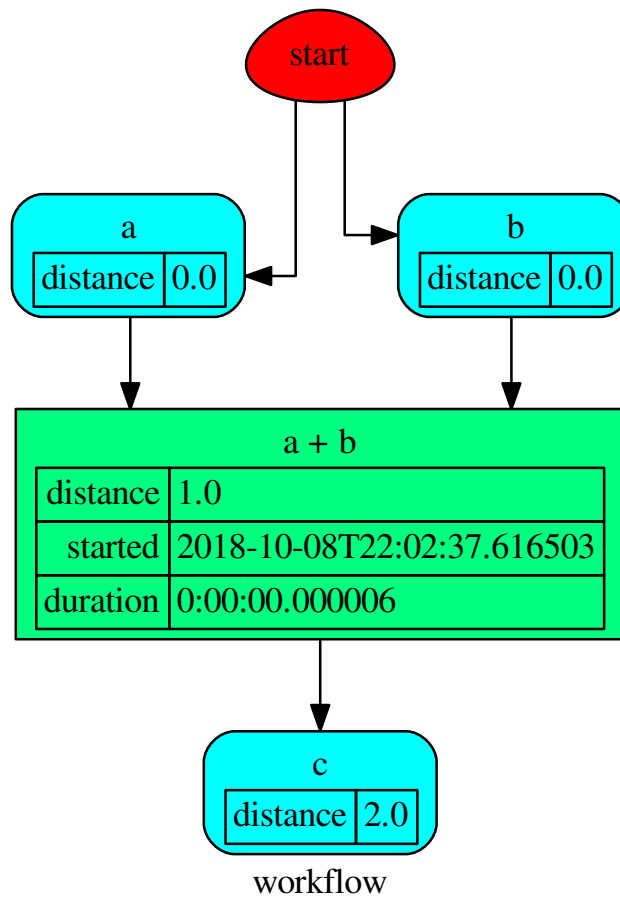 start
a
distance 0.0
b
distance 0.0
a + b
distance 1.0
started 2018-10-08T22:02:37.616503
duration 0:00:00.000006
c
distance 2.0
workflow